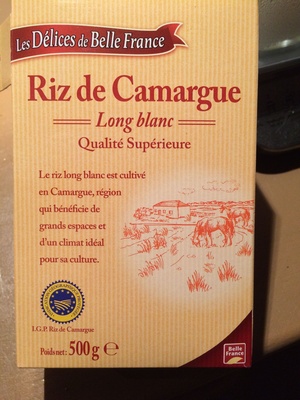 Les Délices de Belle France
Riz de Camargue
Long blanc
Qualité Supérieure
Le riz long blanc est cultivé
en Camargue, région
qui bénéficie de
grands espaces et
d'un climat idéal
pour sa culture.
I.G.P. Riz de Camargue
Poids net : 500 g ℮
Belle
France